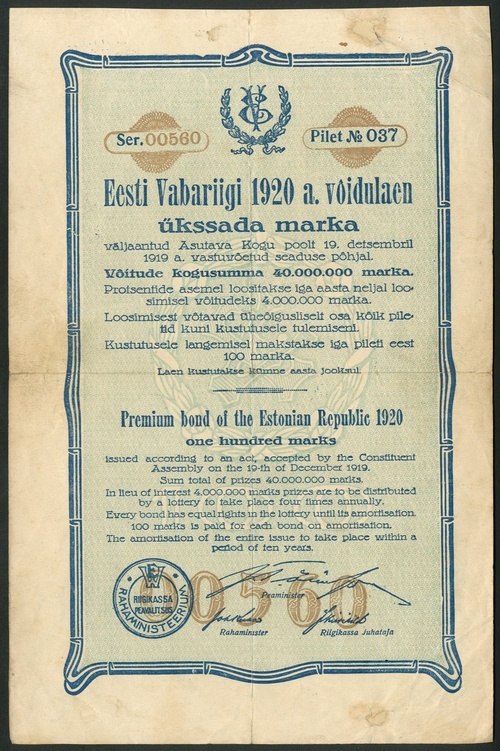 Ser. 00560
Pilet № 037
Eesti Vabariigi 1920 a. võidulaen
ükssada marka
väljaantud Asutava Kogu poolt 19. detsembril
1919 a. vastuvõetud seaduse põhjal.
Võitude kogusumma 40.000.000 marka.
Protsentide asemel loositakse iga aasta neljal loo-
simisel võitudeks 4.000.000 marka.
Loosimisest võtavad üheõigusliselt osa kõik pile-
tid kuni kustutusele tulemiseni.
Kustutusele langemisel makstakse iga pileti eest
100 marka.
Laen kustutakse kümne aasta jooksul.
Premium bond of the Estonian Republic 1920
one hundred marks
issued according to an act, accepted by the Constituent
Assembly on the 19-th of December 1919.
Sum total of prizes 40.000.000 marks.
In lieu of interest 4.000.000 marks prizes are to be distributed
by a lottery to take place four times annually.
Every bond has equal rights in the lottery until its amortisation.
100 marks is paid for each bond on amortisation.
The amortisation of the entire issue to take place within a
period of ten years.
RIIGIKASSA
PEAVALITSUS
RAHAMINISTEERIUM
00560
Peaminister
Rahaminister
Riigikassa Juhataja